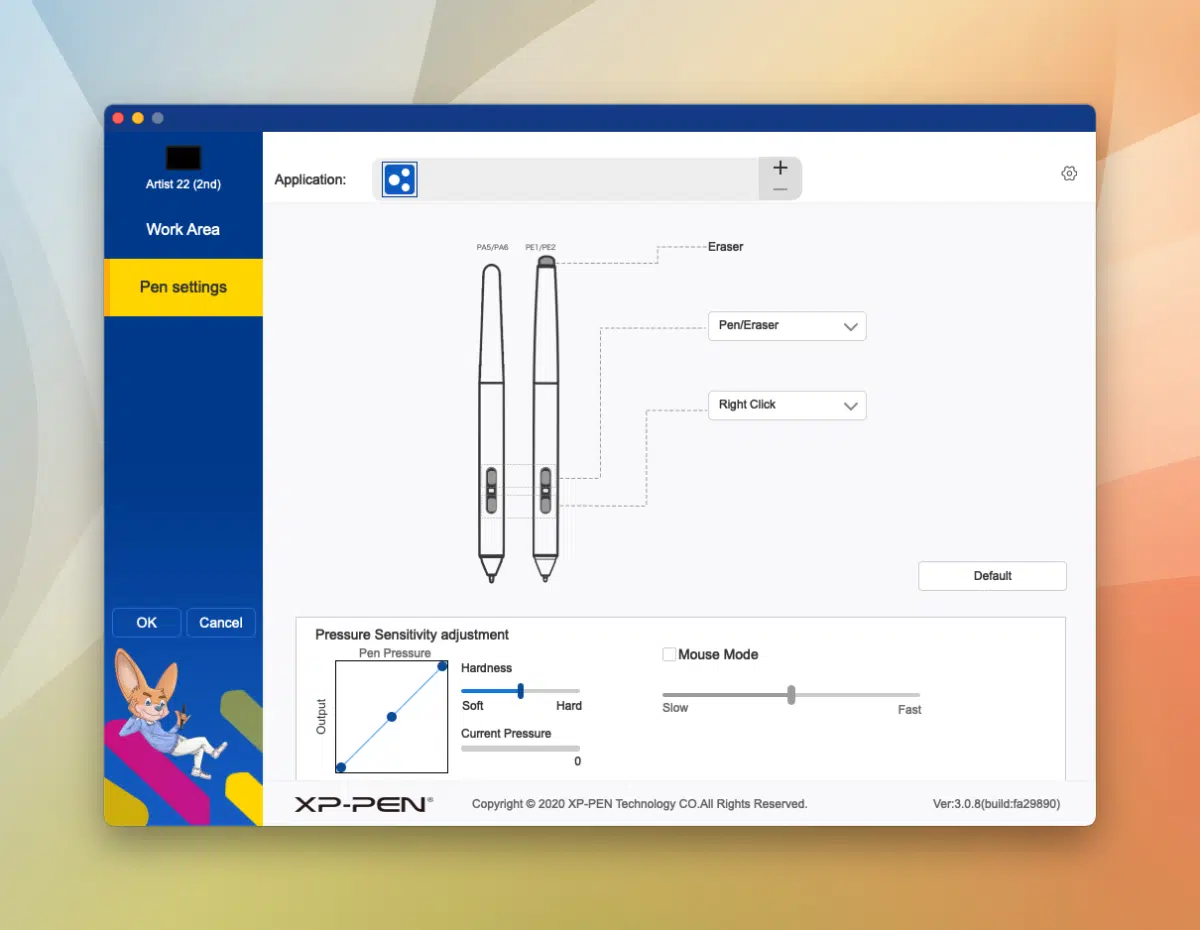 Artist 22 (2nd)
Work Area
Pen settings
OK
Cancel
Application:
PA5/PA6
PE1/PE2
Eraser
Pen/Eraser
Right Click
Default
Pressure Sensitivity adjustment
Pen Pressure
Output
Hardness
Soft
Hard
Current Pressure
0
Mouse Mode
Slow
Fast
XP-PEN®
Copyright © 2020 XP-PEN Technology CO.All Rights Reserved.
Ver:3.0.8(build:fa29890)